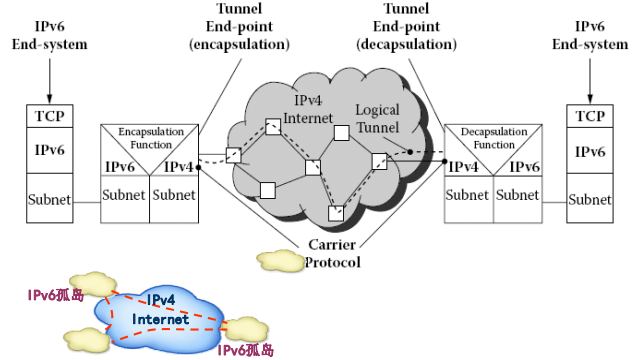 IPv6
End-system
Tunnel
End-point
(encapsulation)
Tunnel
End-point
(decapsulation)
IPv6
End-system
TCP
IPv6
Subnet
Encapsulation
Function
IPv6
IPv4
Subnet
Subnet
IPv4
Internet
Logical
Tunnel
Decapsulation
Function
IPv4
IPv6
Subnet
Subnet
TCP
IPv6
Subnet
Carrier
Protocol
IPv6孤岛
IPv4
Internet
IPv6孤岛